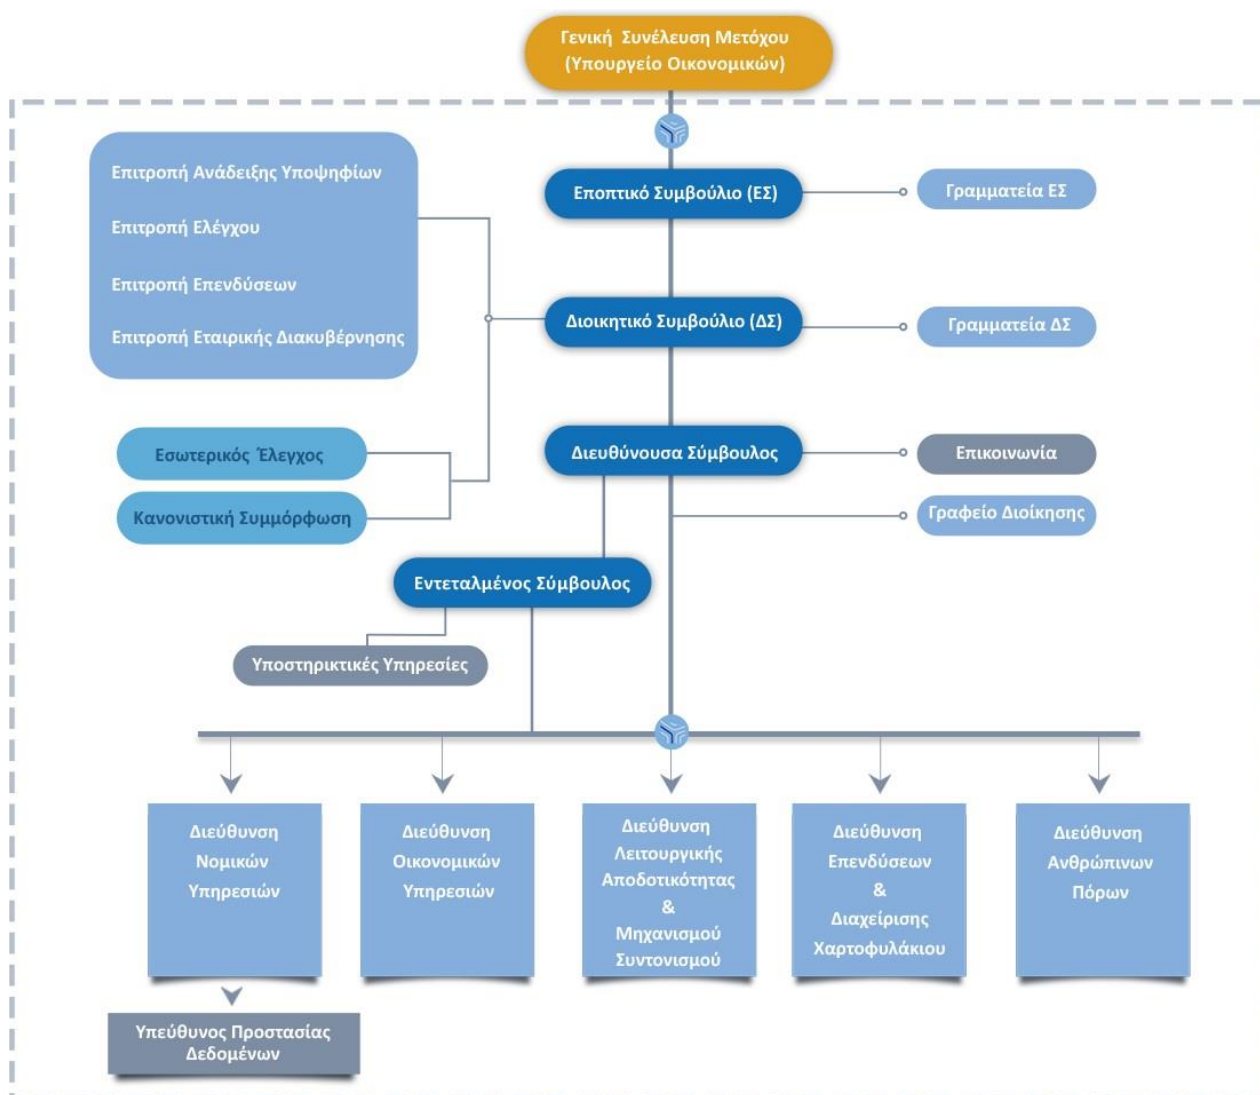 Γενική Συνέλευση Μετόχου
(Υπουργείο Οικονομικών)
Επιτροπή Ανάδειξης Υποψηφίων
Επιτροπή Ελέγχου
Επιτροπή Επενδύσεων
Επιτροπή Εταιρικής Διακυβέρνησης
Εποπτικό Συμβούλιο (ΕΣ)
Γραμματεία ΕΣ
Διοικητικό Συμβούλιο (ΔΣ)
Γραμματεία ΔΣ
Εσωτερικός Έλεγχος
Κανονιστική Συμμόρφωση
Διευθύνουσα Σύμβουλος
Επικοινωνία
Γραφείο Διοίκησης
Εντεταλμένος Σύμβουλος
Υποστηρικτικές Υπηρεσίες
Διεύθυνση
Νομικών
Υπηρεσιών
Διεύθυνση
Οικονομικών
Υπηρεσιών
Διεύθυνση
Λειτουργικής
Αποδοτικότητας
&
Μηχανισμού
Συντονισμού
Διεύθυνση
Επενδύσεων
&
Διαχείρισης
Χαρτοφυλάκιου
Διεύθυνση
Ανθρώπινων
Πόρων
Υπεύθυνος Προστασίας
Δεδομένων